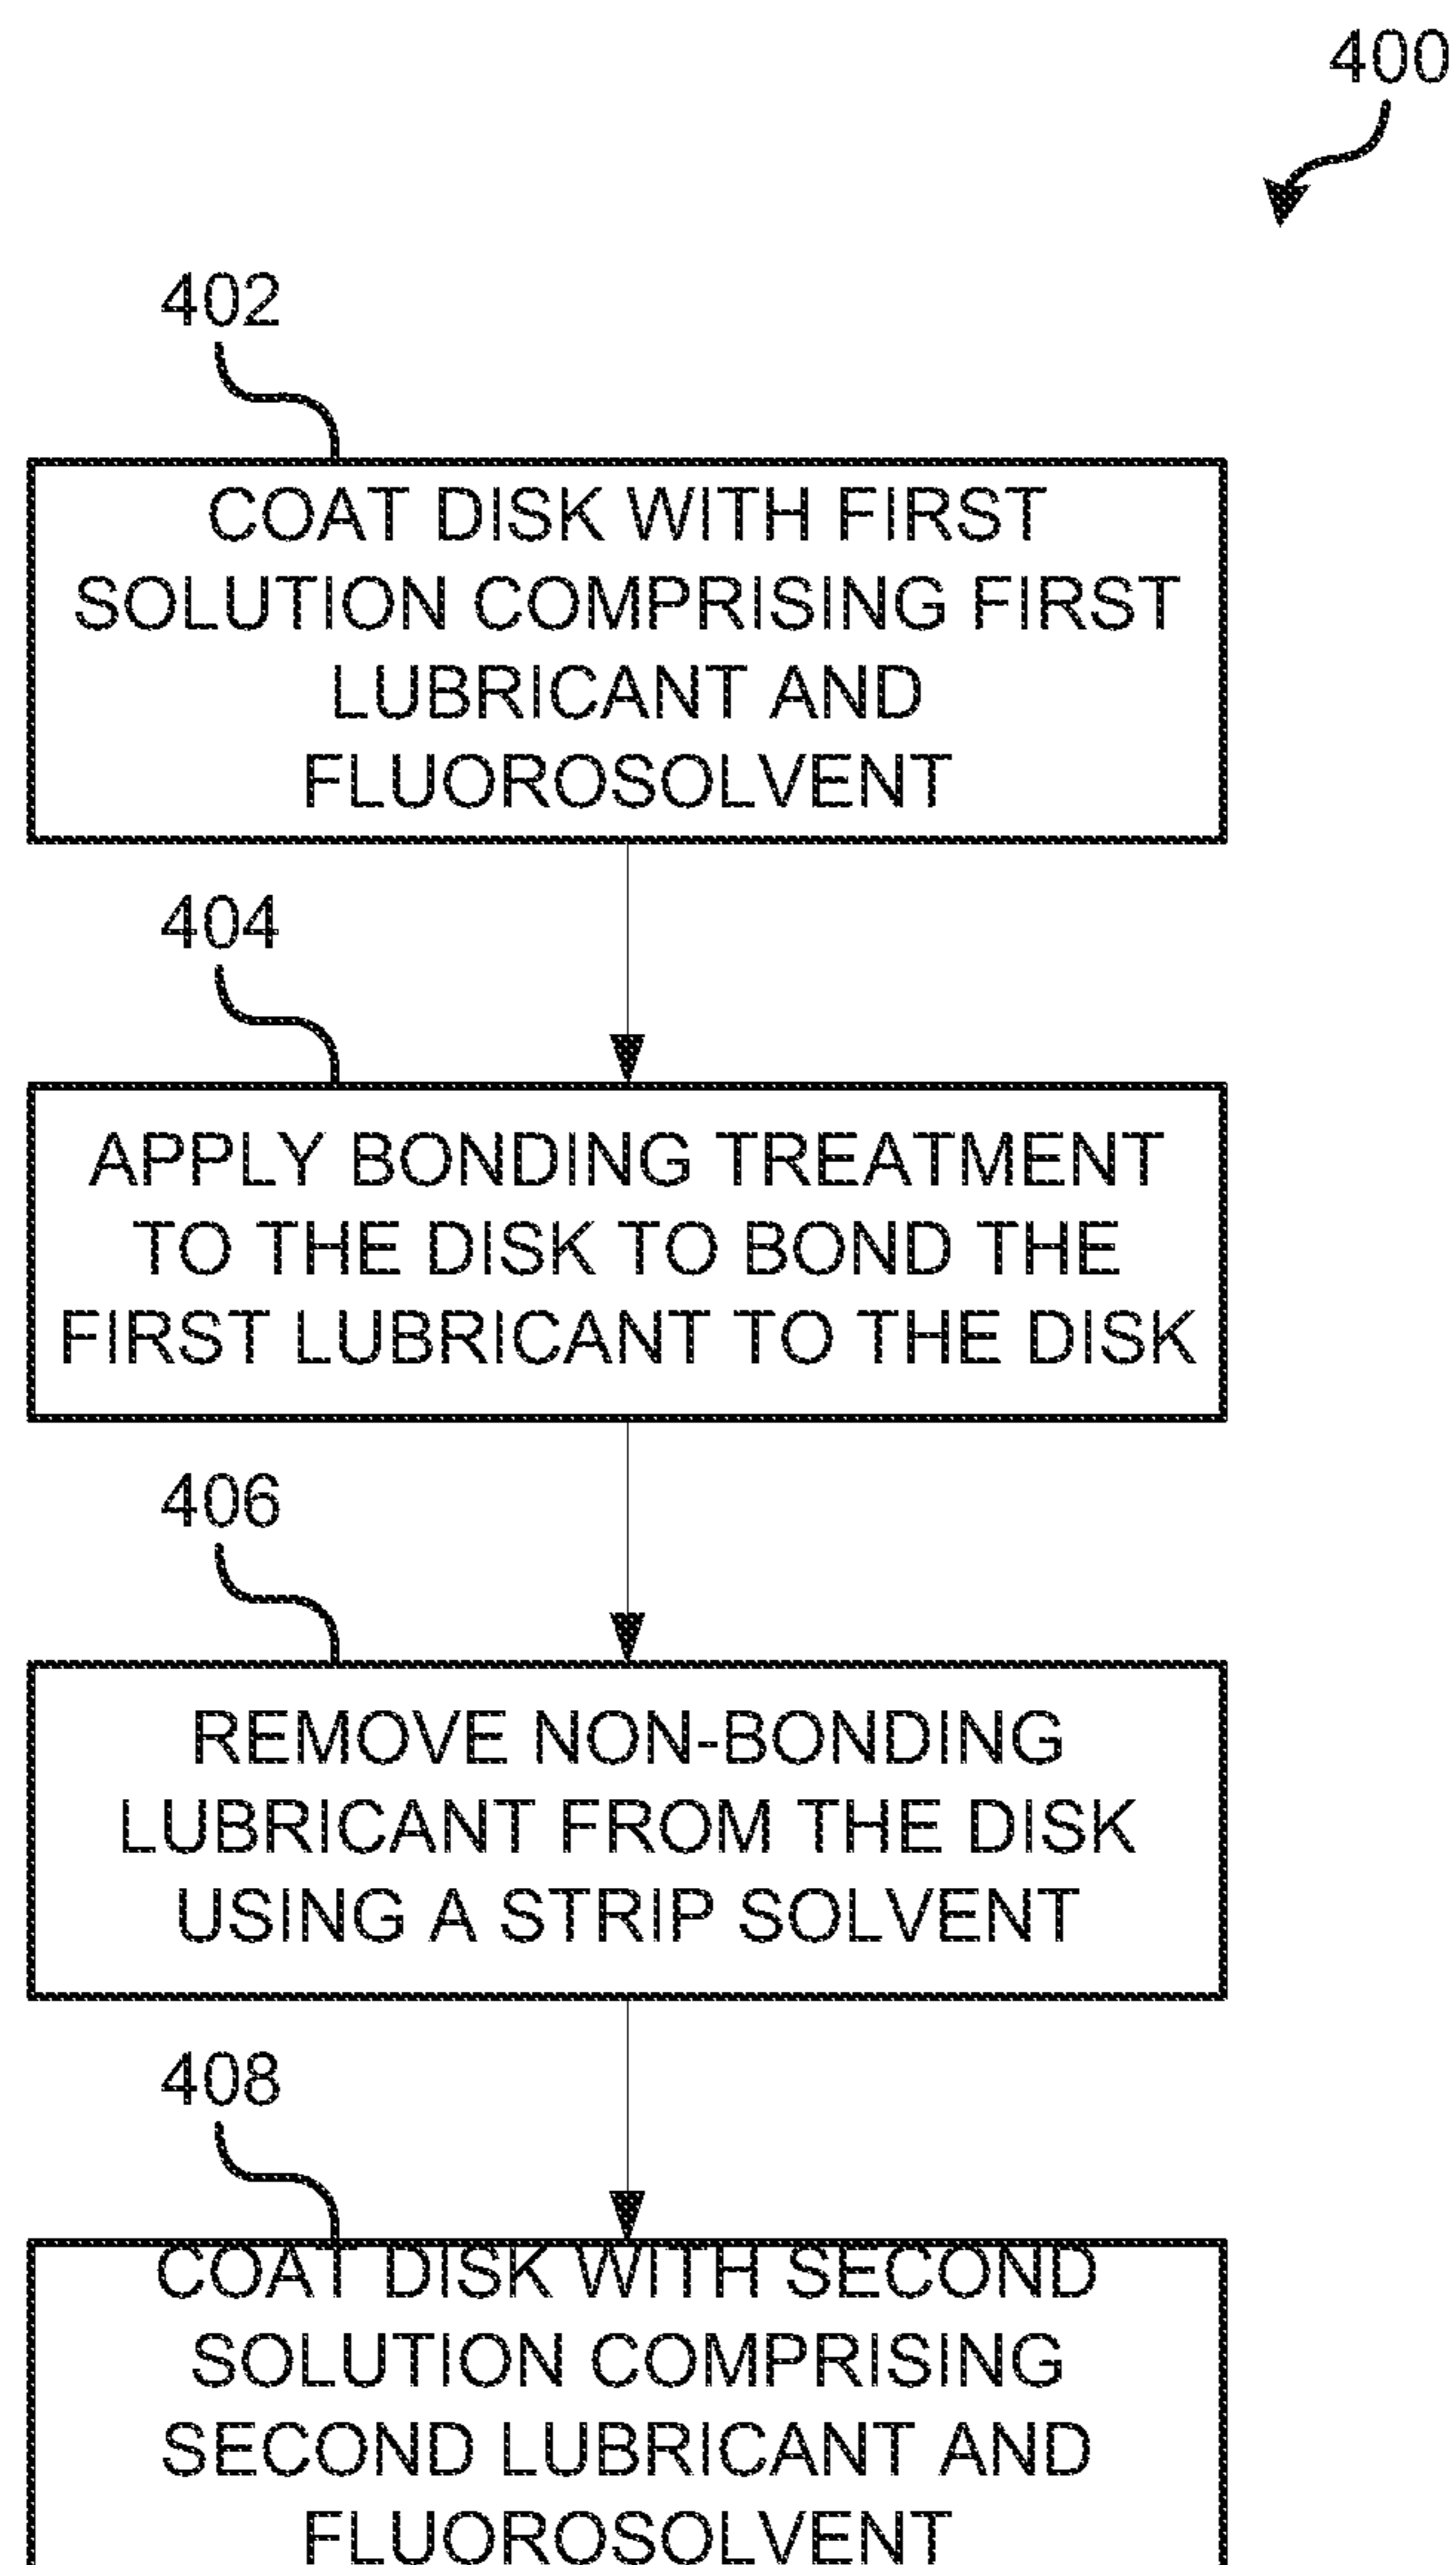 400
402
COAT DISK WITH FIRST
SOLUTION COMPRISING FIRST
LUBRICANT AND
FLUOROSOLVENT
404
APPLY BONDING TREATMENT
TO THE DISK TO BOND THE
FIRST LUBRICANT TO THE DISK
406
REMOVE NON-BONDING
LUBRICANT FROM THE DISK
USING A STRIP SOLVENT
408
COAT DISK WITH SECOND
SOLUTION COMPRISING
SECOND LUBRICANT AND
FLUOROSOLVENT